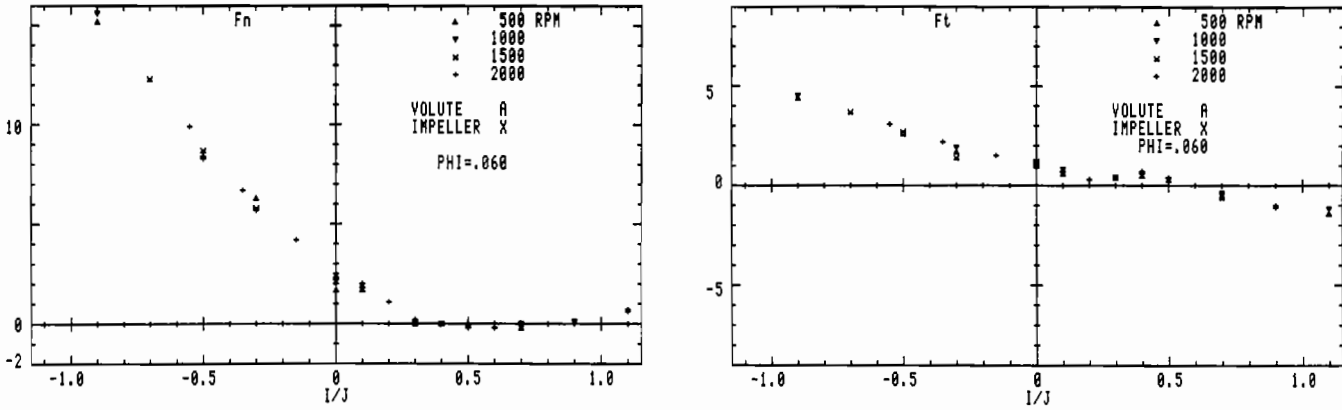 Fn
500 RPM
1000
1500
2000
VOLUTE A
IMPELLER X
PHI=.060
10
0
-2
-1.0 -0.5 0 0.5 1.0
I/J
Ft
500 RPM
1000
1500
2000
VOLUTE A
IMPELLER X
PHI=.060
5
0
-5
-1.0 -0.5 0 0.5 1.0
I/J